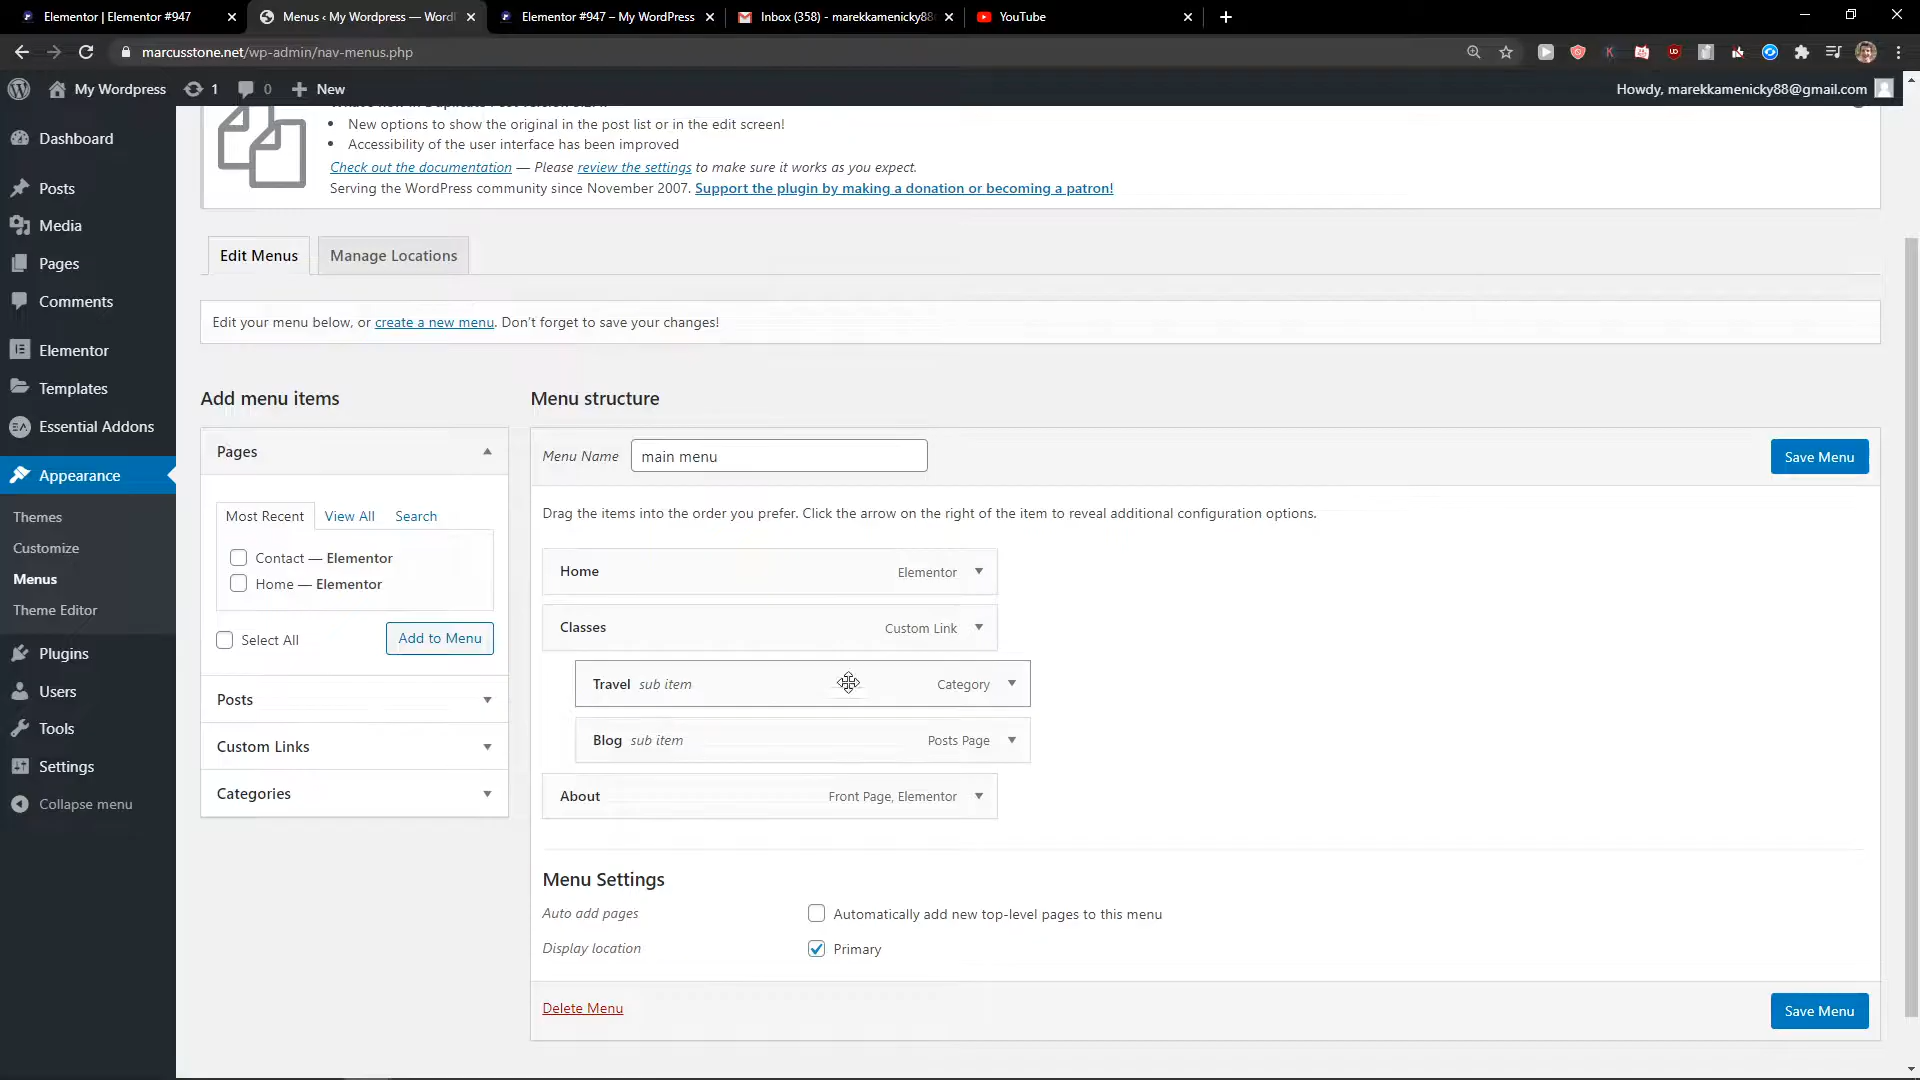 Elementor | Elementor #947
Menus ‹ My Wordpress — Word
Elementor #947 – My WordPress
Inbox (358) - marekkamenicky88
YouTube
marcusstone.net/wp-admin/nav-menus.php
My Wordpress 1 0 New
Howdy, marekkamenicky88@gmail.com
Dashboard
Posts
Media
Pages
Comments
Elementor
Templates
Essential Addons
Appearance
Themes
Customize
Menus
Theme Editor
Plugins
Users
Tools
Settings
Collapse menu
New options to show the original in the post list or in the edit screen!
Accessibility of the user interface has been improved
Check out the documentation — Please review the settings to make sure it works as you expect.
Serving the WordPress community since November 2007. Support the plugin by making a donation or becoming a patron!
Edit Menus
Manage Locations
Edit your menu below, or create a new menu. Don’t forget to save your changes!
Add menu items
Pages
Most Recent View All Search
Contact — Elementor
Home — Elementor
Select All
Add to Menu
Posts
Custom Links
Categories
Menu structure
Menu Name main menu
Save Menu
Drag the items into the order you prefer. Click the arrow on the right of the item to reveal additional configuration options.
Home Elementor
Classes Custom Link
Travel sub item Category
Blog sub item Posts Page
About Front Page, Elementor
Menu Settings
Auto add pages Automatically add new top-level pages to this menu
Display location Primary
Delete Menu
Save Menu